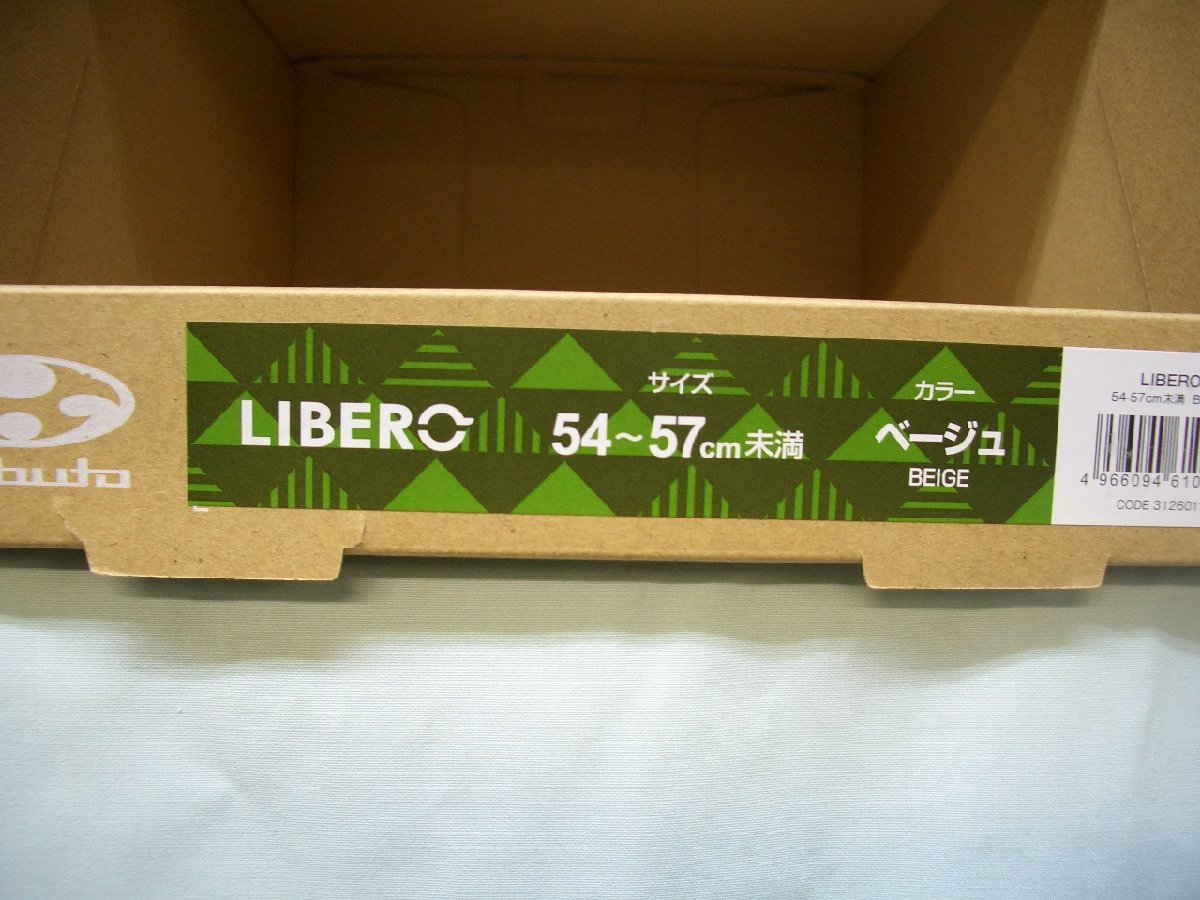 buto
LIBERO
サイズ
54〜57cm未満
カラー
ベージュ
BEIGE
LIBERO
54 57cm未満 B
4 966094 610
CODE 312601